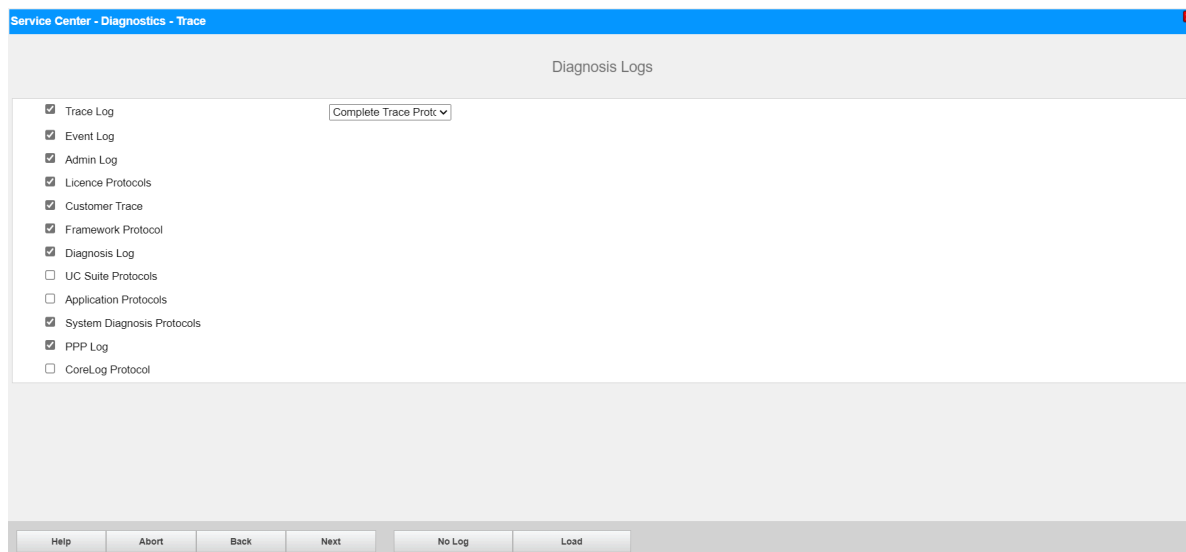 Service Center - Diagnostics - Trace
Diagnosis Logs
Trace Log Complete Trace Protc
Event Log
Admin Log
Licence Protocols
Customer Trace
Framework Protocol
Diagnosis Log
UC Suite Protocols
Application Protocols
System Diagnosis Protocols
PPP Log
CoreLog Protocol
Help Abort Back Next No Log Load